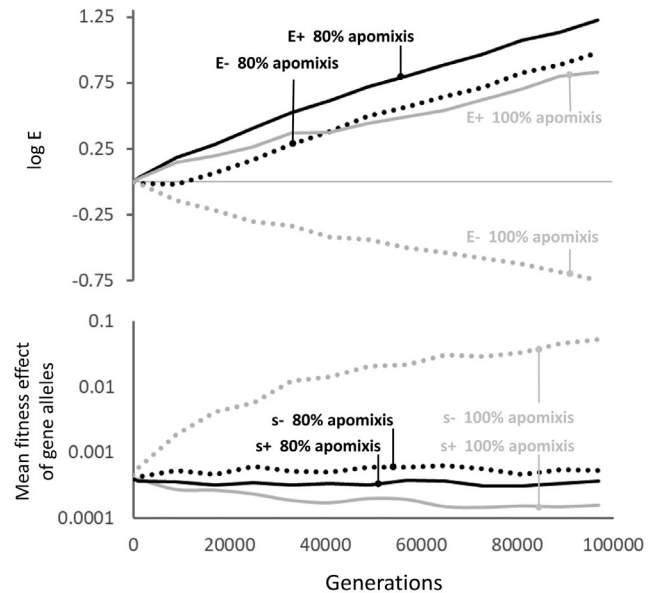 1.25
E+ 80% apomixis
E- 80% apomixis
0.75
E+ 100% apomixis
log E
0.25
-0.25
E- 100% apomixis
-0.75
0.1
Mean fitness effect
of gene alleles
0.01
s- 80% apomixis
s- 100% apomixis
0.001
s+ 80% apomixis
s+ 100% apomixis
0.0001
0
20000
40000
60000
80000
100000
Generations